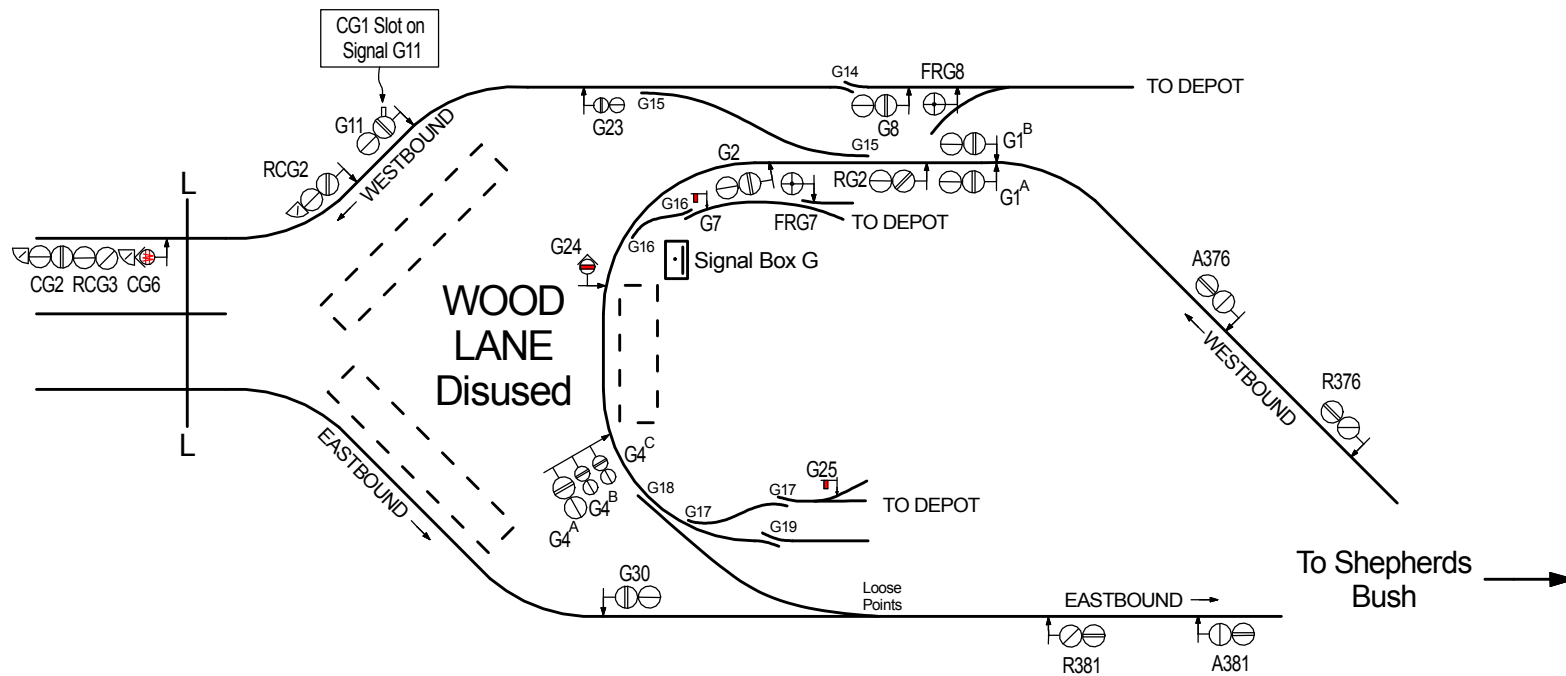 CG1 Slot on
Signal G11
G14
FRG8
TO DEPOT
G15
G23
G8
G11
WESTBOUND
RCG2
G15
G1B
G2
RG2
G1A
L
G16
G7
FRG7
TO DEPOT
G16
G24
Signal Box G
CG2 RCG3 CG6
A376
WOOD
LANE
Disused
WESTBOUND
R376
L
EASTBOUND
G4C
G4B
G4A
G18
G25
G17
TO DEPOT
G17
G19
To Shepherds
Bush
G30
Loose
Points
EASTBOUND
R381
A381